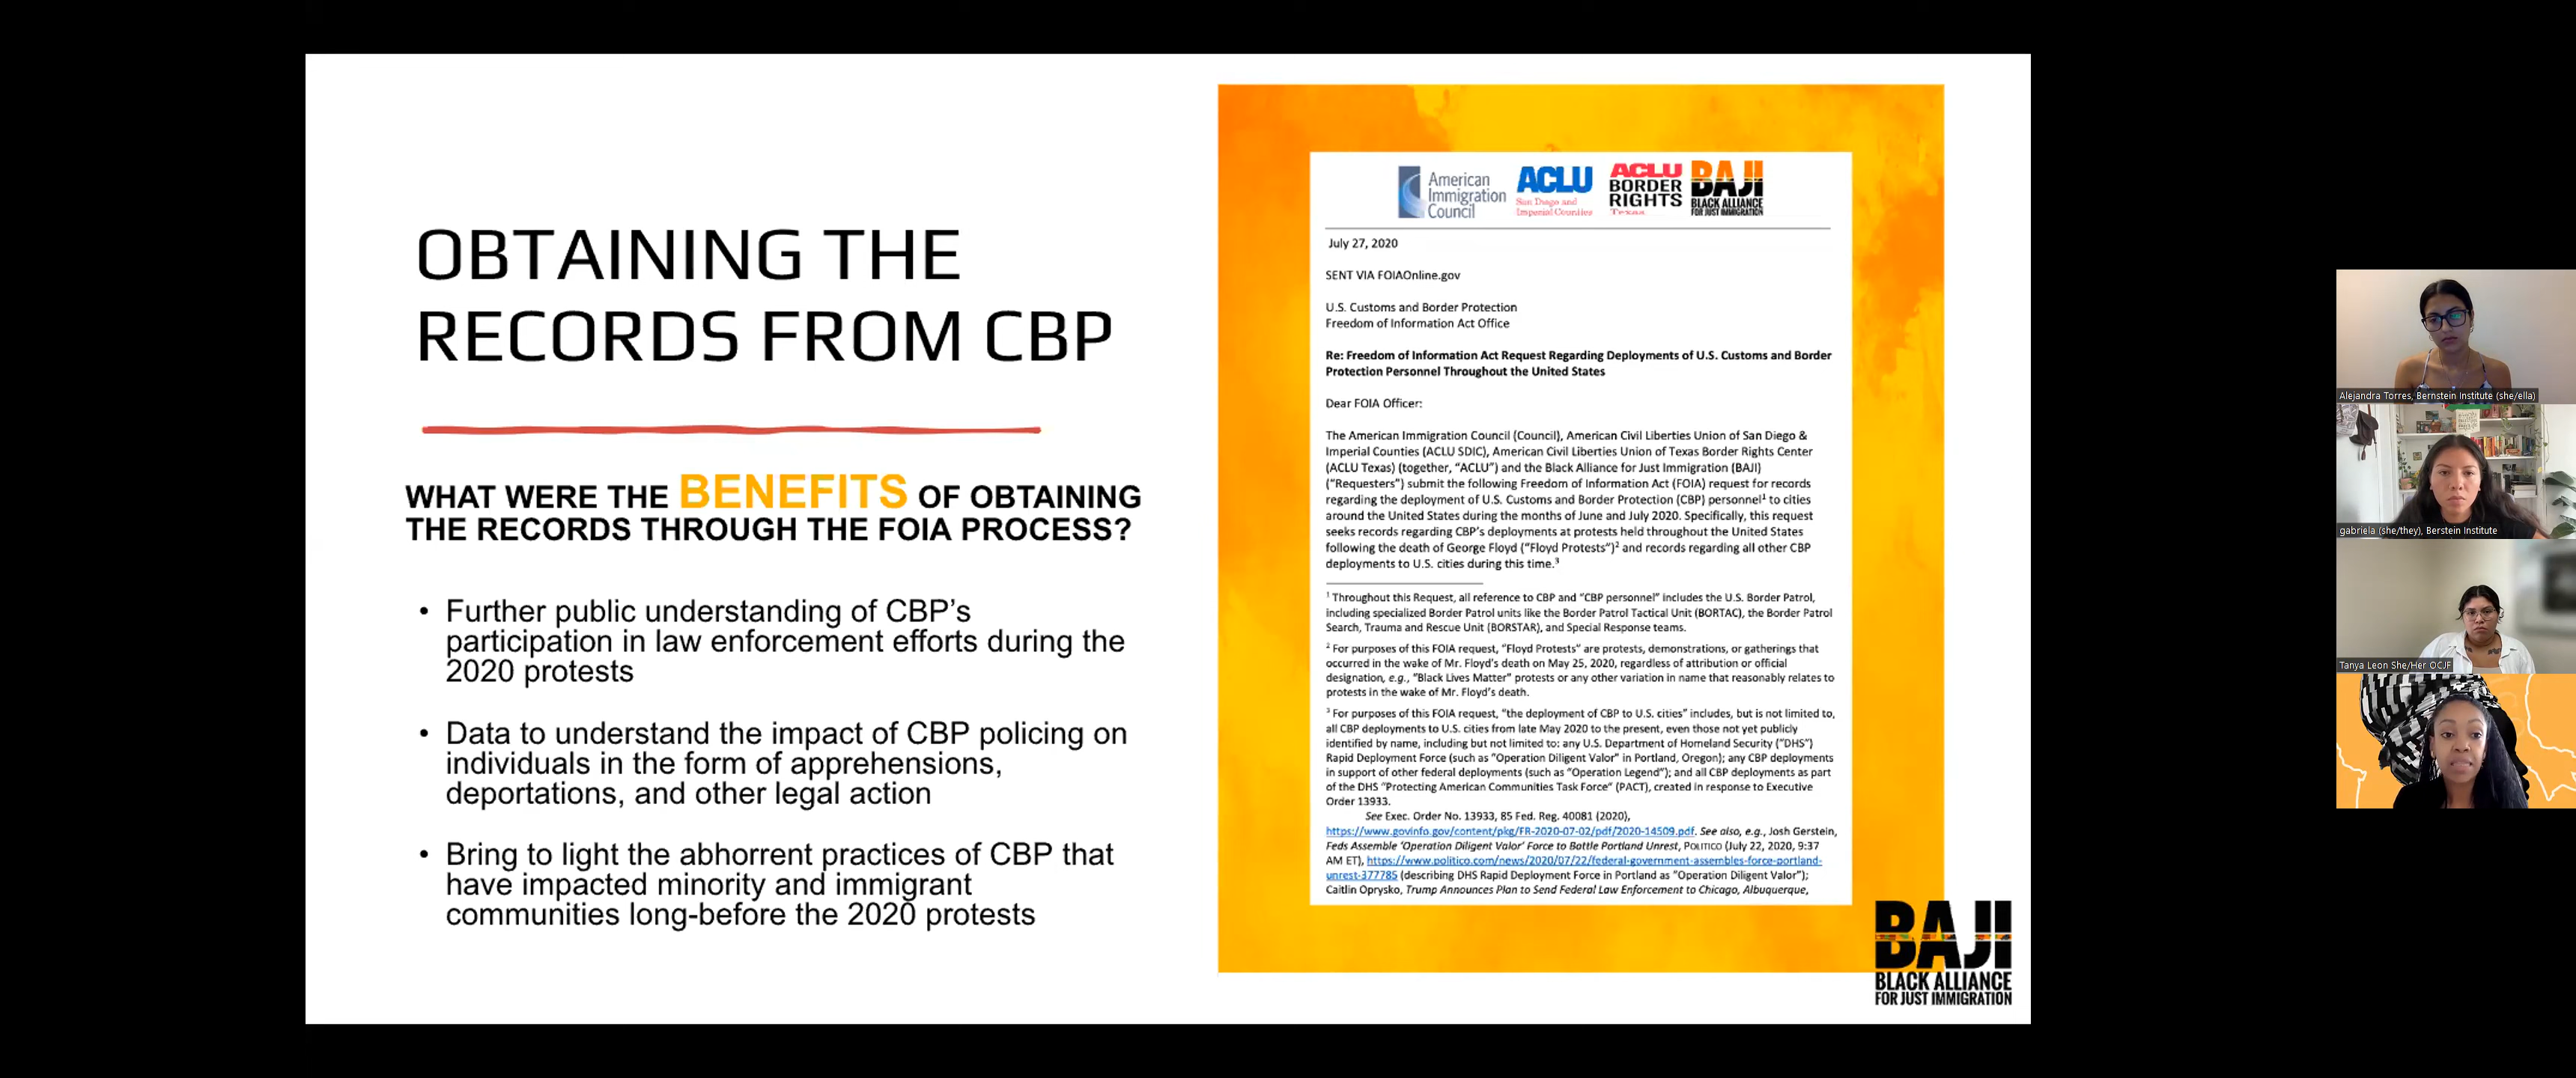 OBTAINING THE
RECORDS FROM CBP
WHAT WERE THE BENEFITS OF OBTAINING
THE RECORDS THROUGH THE FOIA PROCESS?
• Further public understanding of CBP's
participation in law enforcement efforts during the
2020 protests
• Data to understand the impact of CBP policing on
individuals in the form of apprehensions,
deportations, and other legal action
• Bring to light the abhorrent practices of CBP that
have impacted minority and immigrant
communities long-before the 2020 protests
American
Immigration
Council
ACLU
San Diego and
Imperial Counties
ACLU
BORDER
RIGHTS
Texas
BAJI
BLACK ALLIANCE
FOR JUST IMMIGRATION
July 27, 2020
SENT VIA FOIAOnline.gov
U.S. Customs and Border Protection
Freedom of Information Act Office
Re: Freedom of Information Act Request Regarding Deployments of U.S. Customs and Border
Protection Personnel Throughout the United States
Dear FOIA Officer:
The American Immigration Council (Council), American Civil Liberties Union of San Diego &
Imperial Counties (ACLU SDIC), American Civil Liberties Union of Texas Border Rights Center
(ACLU Texas) (together, “ACLU”) and the Black Alliance for Just Immigration (BAJI)
(“Requesters”) submit the following Freedom of Information Act (FOIA) request for records
regarding the deployment of U.S. Customs and Border Protection (CBP) personnel¹ to cities
around the United States during the months of June and July 2020. Specifically, this request
seeks records regarding CBP's deployments at protests held throughout the United States
following the death of George Floyd (“Floyd Protests”)² and records regarding all other CBP
deployments to U.S. cities during this time.³
¹ Throughout this Request, all reference to CBP and “CBP personnel” includes the U.S. Border Patrol,
including specialized Border Patrol units like the Border Patrol Tactical Unit (BORTAC), the Border Patrol
Search, Trauma and Rescue Unit (BORSTAR), and Special Response teams.
² For purposes of this FOIA request, “Floyd Protests” are protests, demonstrations, or gatherings that
occurred in the wake of Mr. Floyd's death on May 25, 2020, regardless of attribution or official
designation, e.g., “Black Lives Matter” protests or any other variation in name that reasonably relates to
protests in the wake of Mr. Floyd's death.
³ For purposes of this FOIA request, “the deployment of CBP to U.S. cities” includes, but is not limited to,
all CBP deployments to U.S. cities from late May 2020 to the present, even those not yet publicly
identified by name, including but not limited to: any U.S. Department of Homeland Security (“DHS”)
Rapid Deployment Force (such as “Operation Diligent Valor” in Portland, Oregon); any CBP deployments
in support of other federal deployments (such as “Operation Legend”); and all CBP deployments as part
of the DHS “Protecting American Communities Task Force” (PACT), created in response to Executive
Order 13933.
See Exec. Order No. 13933, 85 Fed. Reg. 40081 (2020),
https://www.govinfo.gov/content/pkg/FR-2020-07-02/pdf/2020-14509.pdf. See also, e.g., Josh Gerstein,
Feds Assemble ‘Operation Diligent Valor’ Force to Battle Portland Unrest, POLITICO (July 22, 2020, 9:37
AM ET), https://www.politico.com/news/2020/07/22/federal-government-assembles-force-portland-
unrest-377785 (describing DHS Rapid Deployment Force in Portland as “Operation Diligent Valor”);
Caitlin Oprysko, Trump Announces Plan to Send Federal Law Enforcement to Chicago, Albuquerque,
BAJI
BLACK ALLIANCE
FOR JUST IMMIGRATION
Alejandra Torres, Bernstein Institute (she/ella)
gabriela (she/they), Berstein Institute
Tanya Leon She/Her OCJF